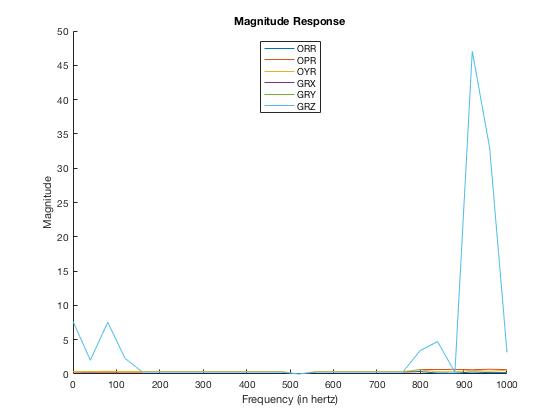 Magnitude Response
50
45
40
35
30
25
20
15
10
5
0
Magnitude
ORR
OPR
OYR
GRX
GRY
GRZ
0 100 200 300 400 500 600 700 800 900 1000
Frequency (in hertz)